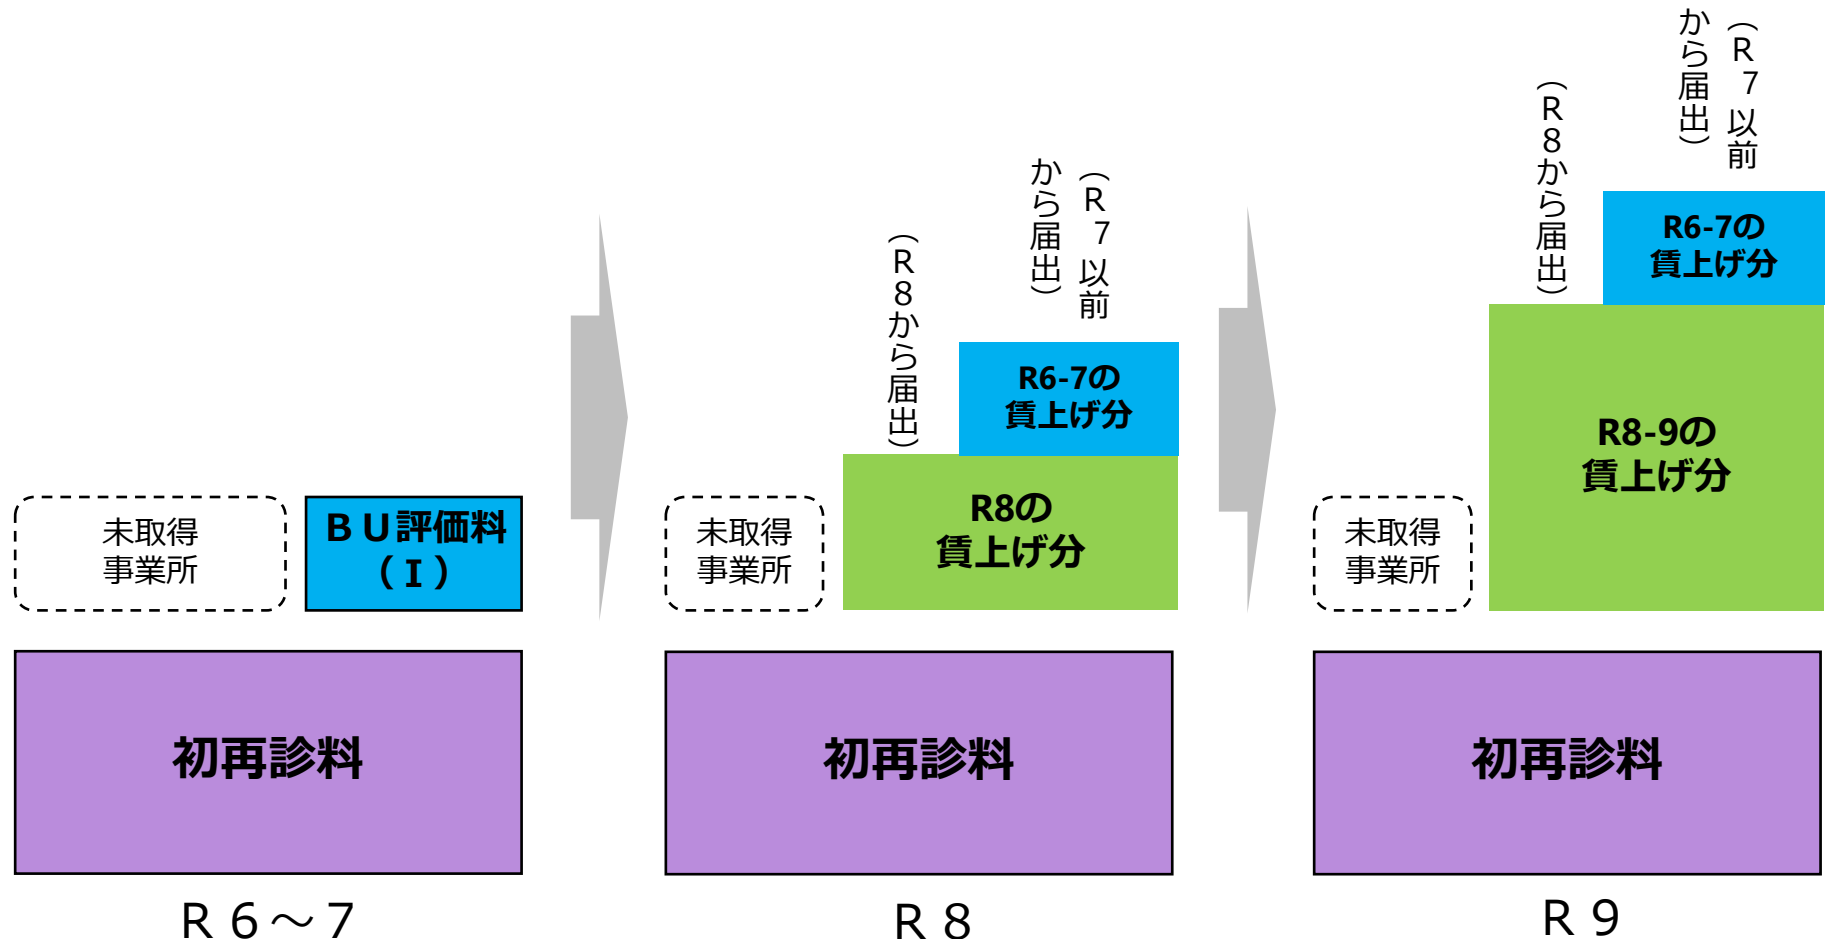 未取得
事業所
ＢＵ評価料
（Ⅰ）
初再診料
Ｒ６～７
（Ｒ８から届出）
（Ｒ７以前
から届出）
R6-7の
賃上げ分
未取得
事業所
R8の
賃上げ分
初再診料
Ｒ８
（Ｒ８から届出）
（Ｒ７以前
から届出）
R6-7の
賃上げ分
未取得
事業所
R8-9の
賃上げ分
初再診料
Ｒ９